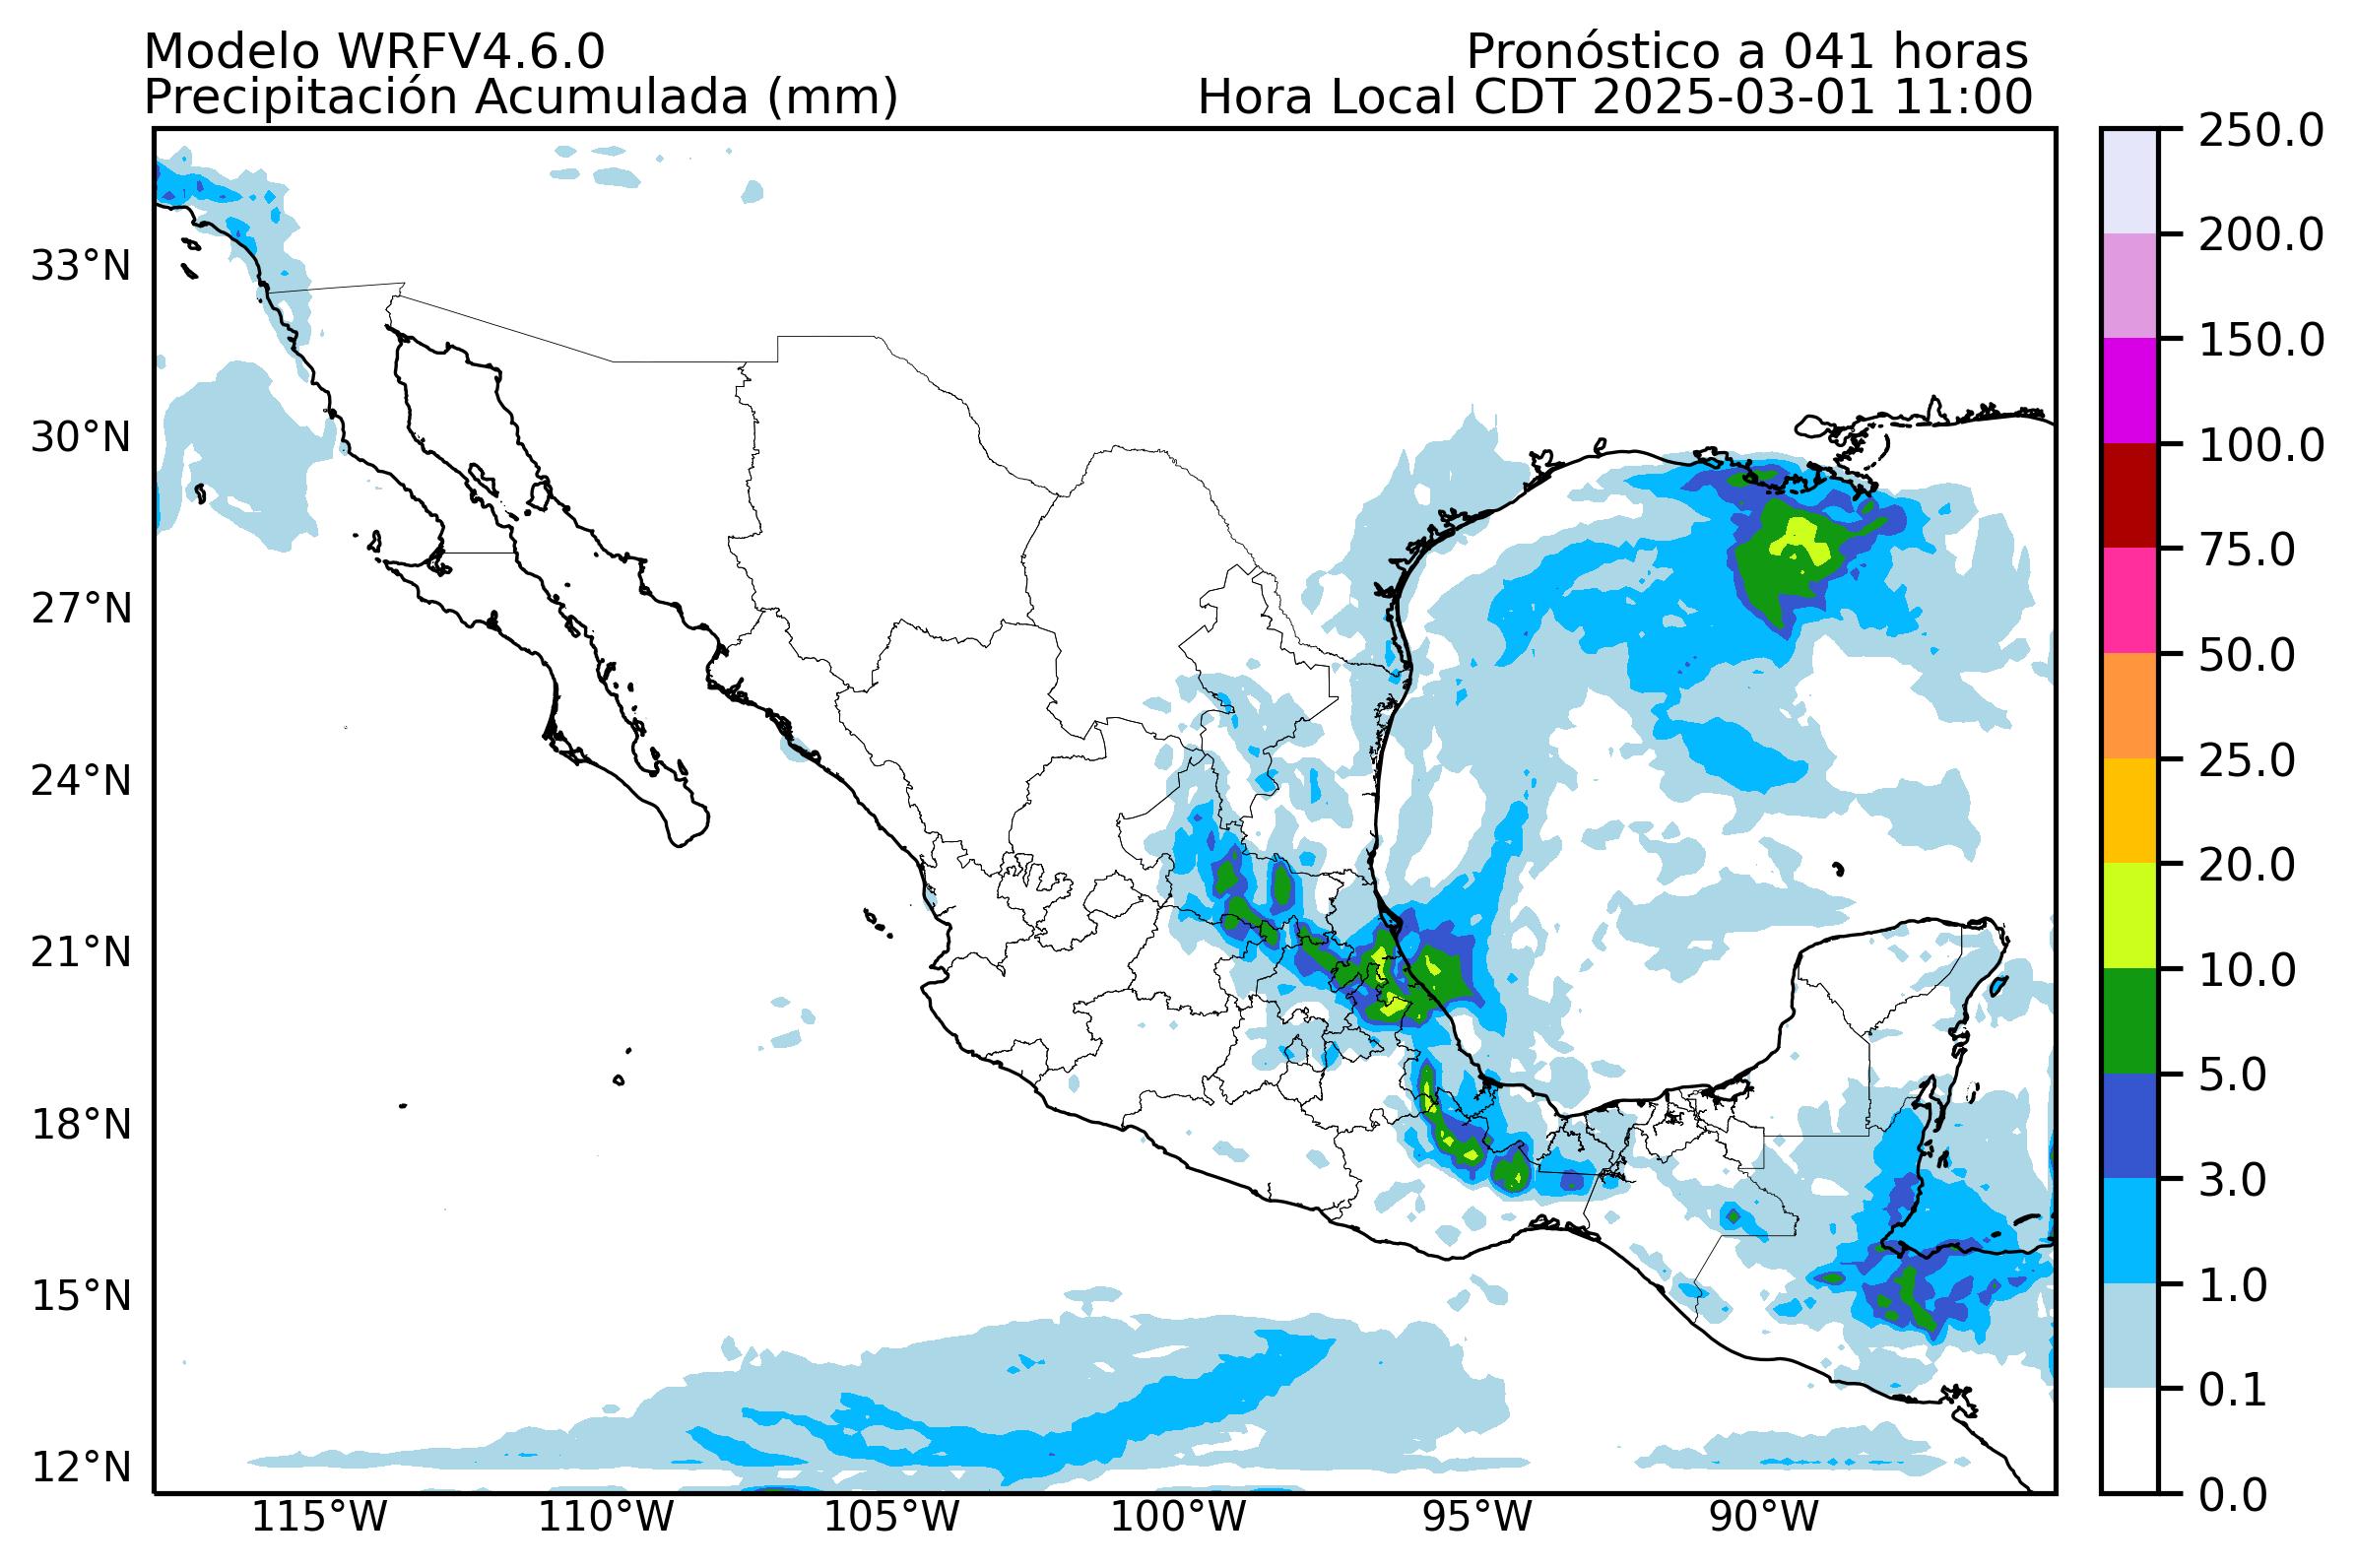 Modelo WRFV4.6.0
Pronóstico a 041 horas
Precipitación Acumulada (mm)
Hora Local CDT 2025-03-01 11:00
33°N
30°N
27°N
24°N
21°N
18°N
15°N
12°N
115°W
110°W
105°W
100°W
95°W
90°W
250.0
200.0
150.0
100.0
75.0
50.0
25.0
20.0
10.0
5.0
3.0
1.0
0.1
0.0